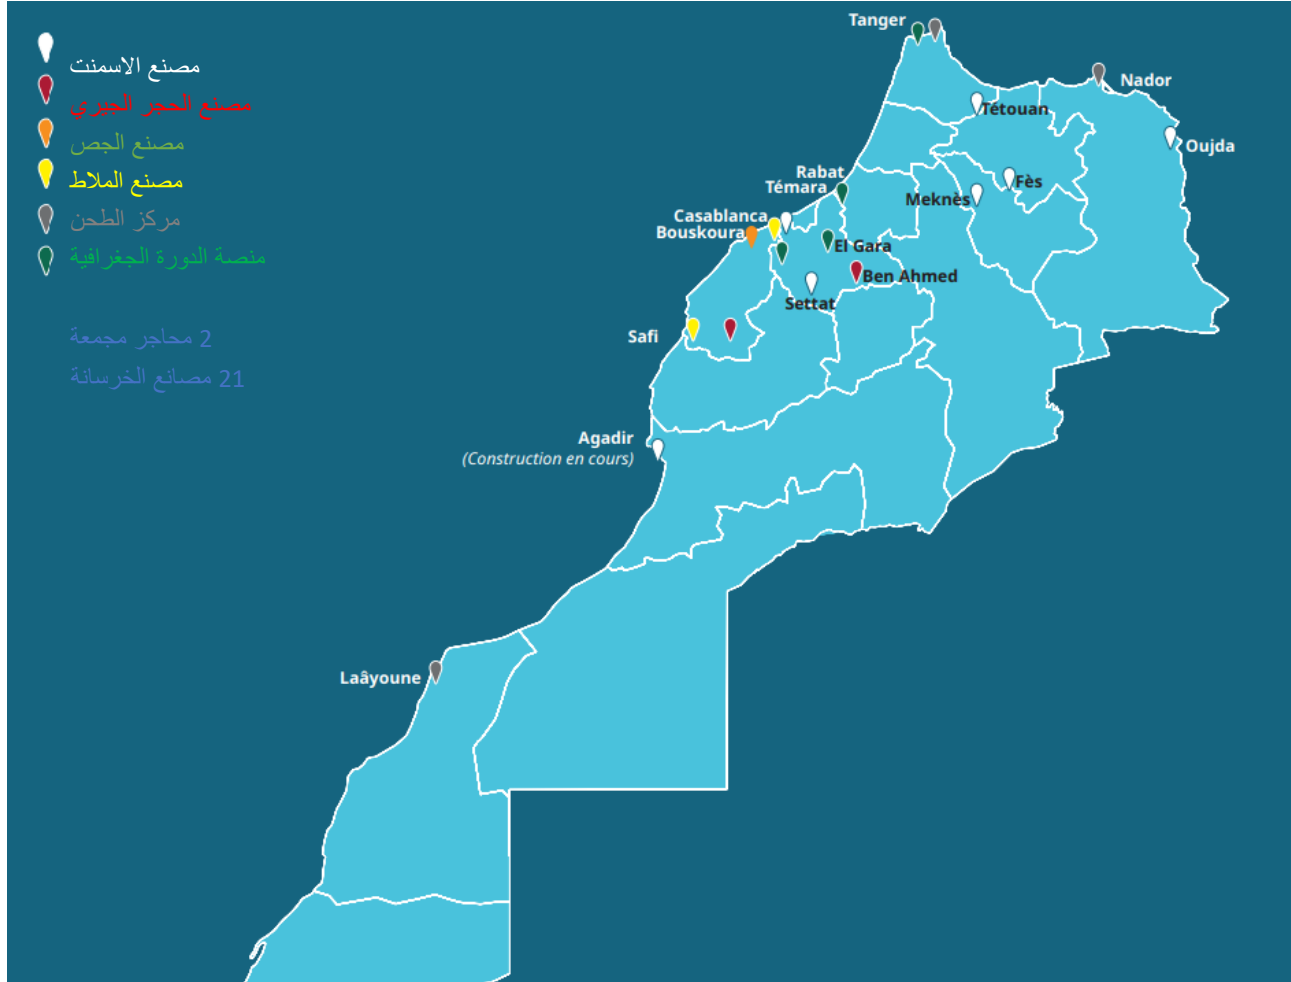 مصنع الاسمنت
مصنع الحجر الجيري
مصنع الجص
مصنع الملاط
مركز الطحن
منصة الدورة الجغرافية
2 محاجر مجمعة
21 مصانع الخرسانة
Tanger
Nador
Tétouan
Oujda
Rabat
Témara
Fès
Meknès
Casablanca
Bouskoura
El Gara
Ben Ahmed
Settat
Safi
Agadir
(Construction en cours)
Laâyoune